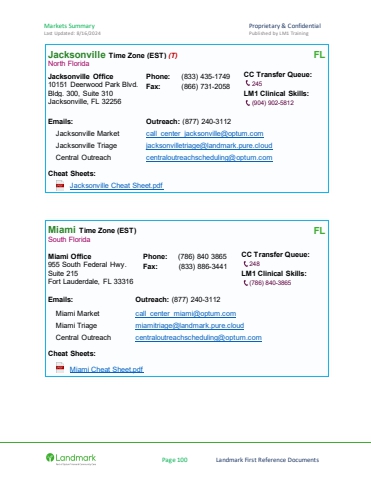 Markets Summary Proprietary & Confidential
Last Updated: 8/16/2024 Published by LM1 Training
Jacksonville Time Zone (EST) (T) FL
North Florida
Jacksonville Office Phone: (833) 435-1749 CC Transfer Queue:
10151 Deerwood Park Blvd. Fax: (866) 731-2058 245
Bldg. 300, Suite 310 LM1 Clinical Skills:
Jacksonville, FL 32256 (904) 902-5812
Emails: Outreach: (877) 240-3112
Jacksonville Market call_center_jacksonville@optum.com
Jacksonville Triage jacksonvilletriage@landmark.pure.cloud
Central Outreach centraloutreachscheduling@optum.com
Cheat Sheets:
Jacksonville Cheat Sheet.pdf
Miami Time Zone (EST) FL
South Florida
Miami Office Phone: (786) 840 3865 CC Transfer Queue:
955 South Federal Hwy. Fax: (833) 886-3441 248
Suite 215 LM1 Clinical Skills:
Fort Lauderdale, FL 33316 (786) 840-3865
Emails: Outreach: (877) 240-3112
Miami Market call_center_miami@optum.com
Miami Triage miamitriage@landmark.pure.cloud
Central Outreach centraloutreachscheduling@optum.com
Cheat Sheets:
Miami Cheat Sheet.pdf
Landmark Page 100 Landmark First Reference Documents